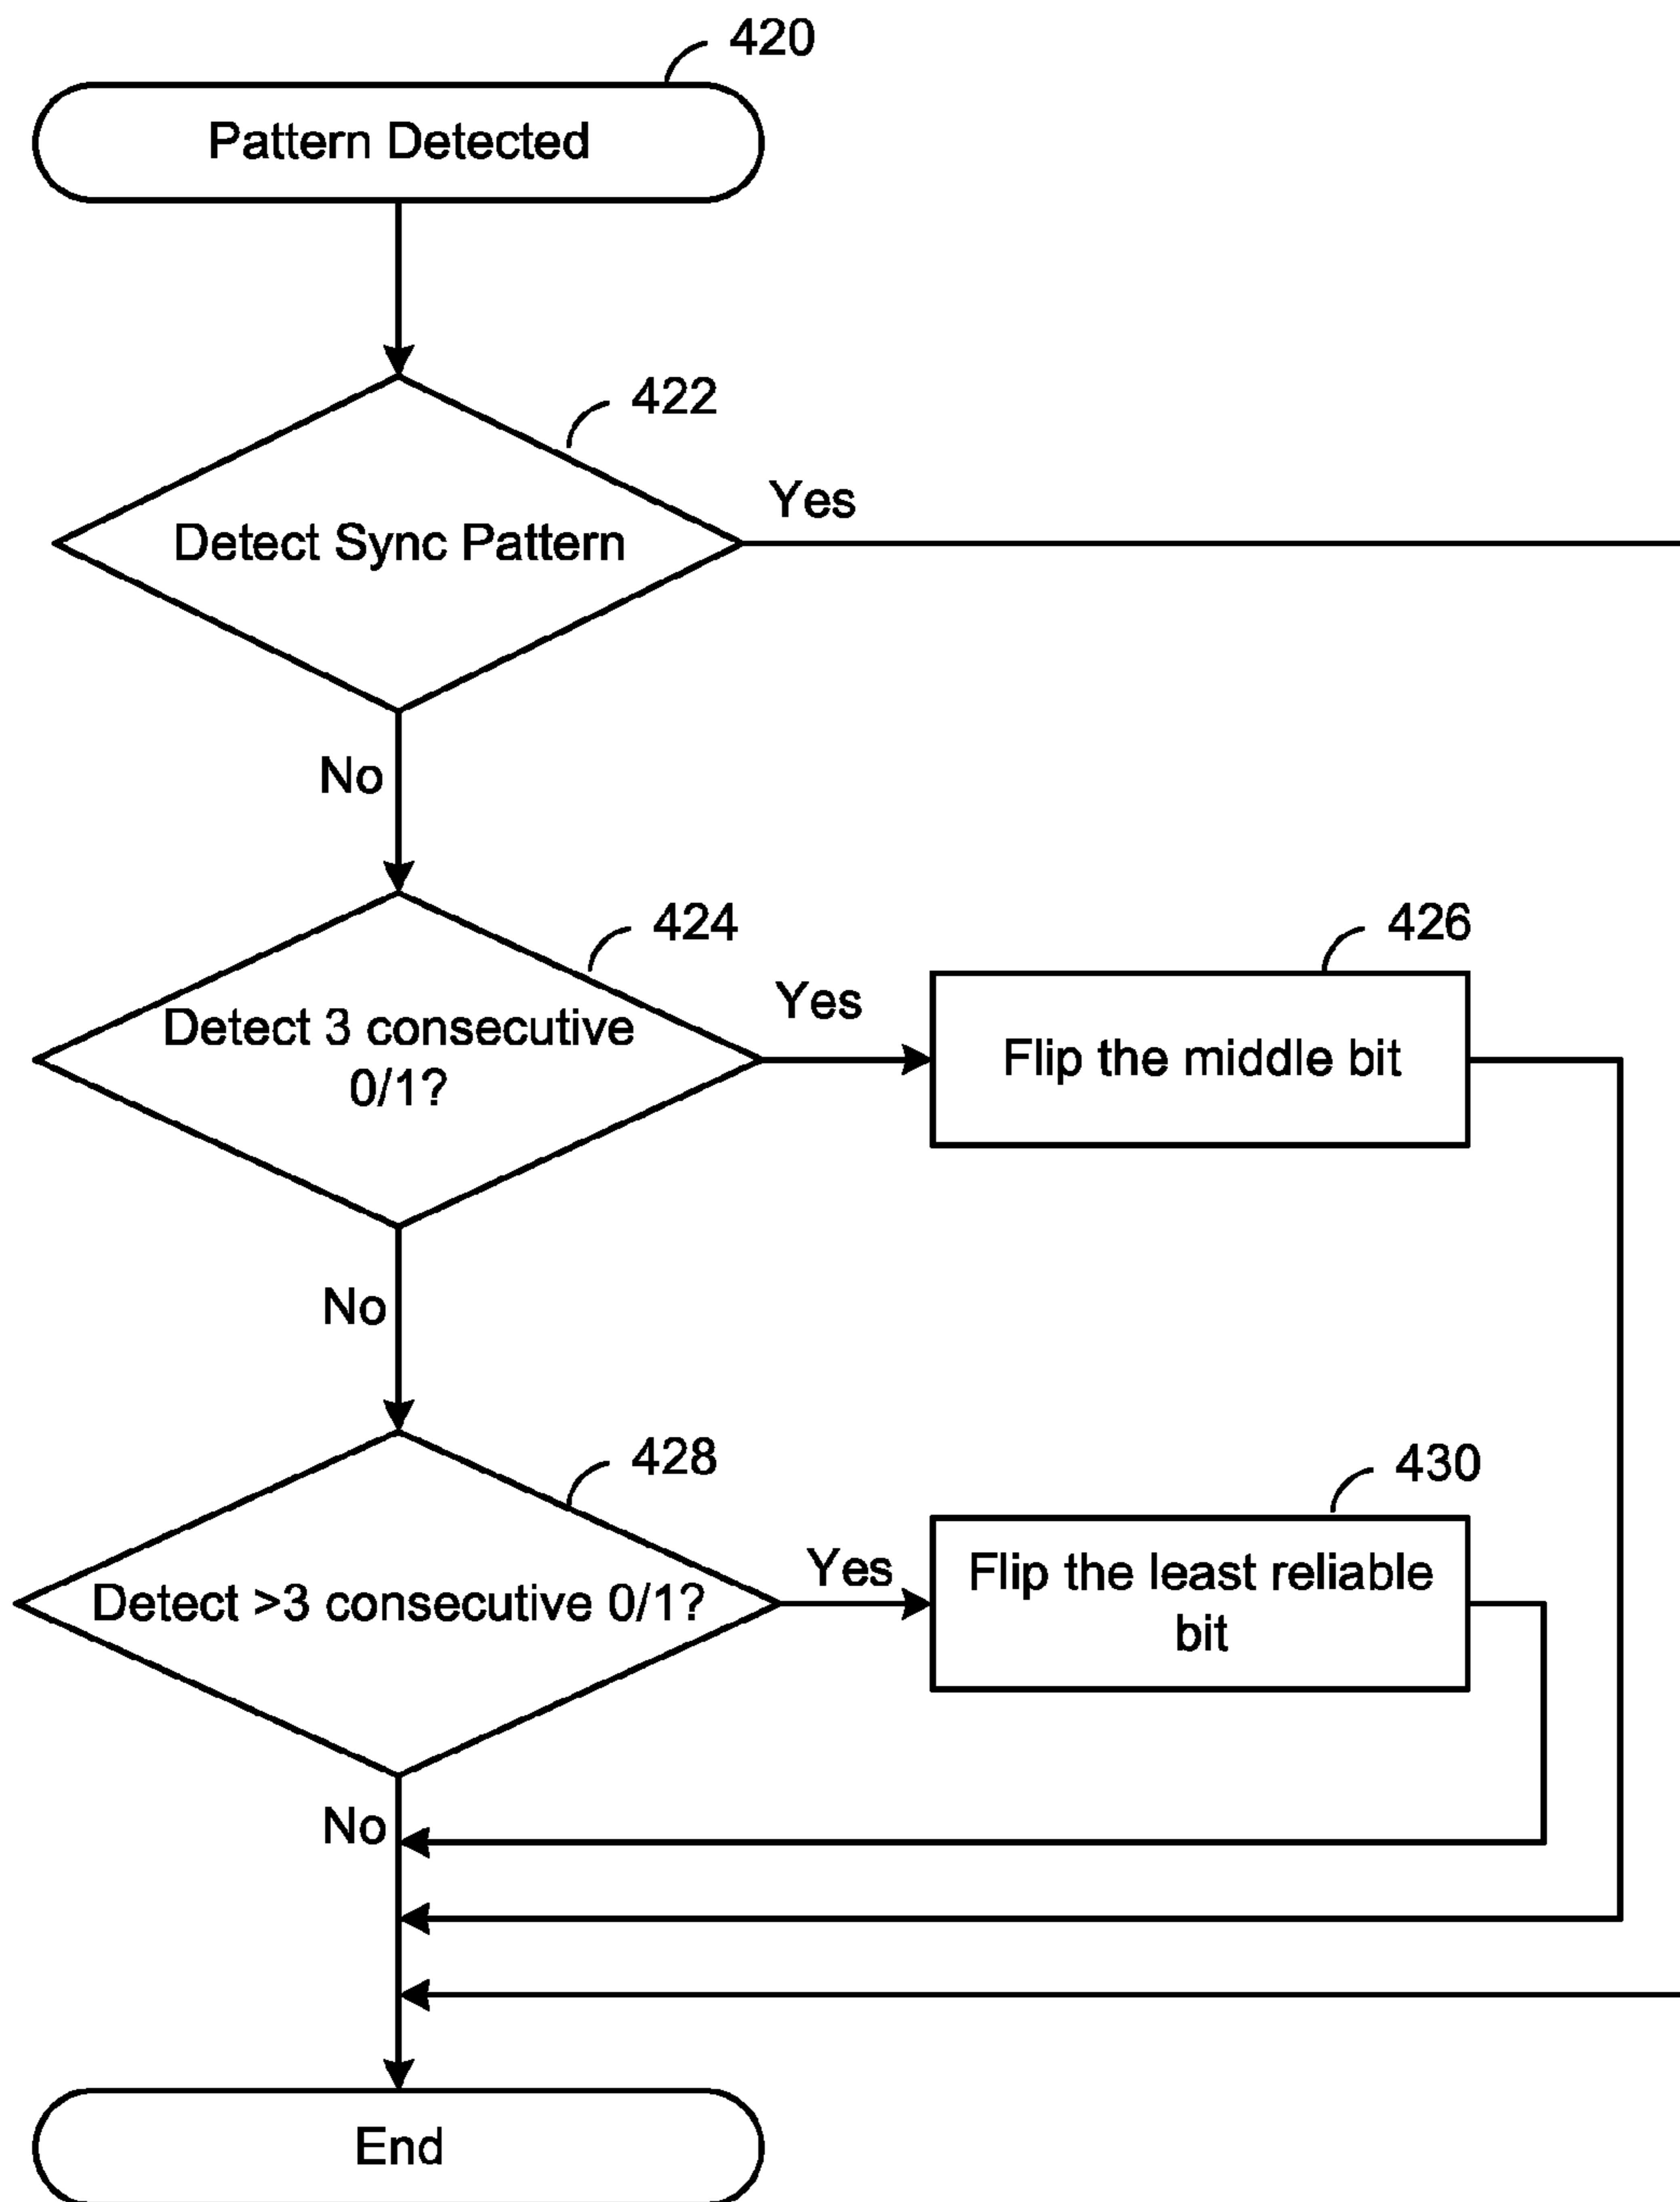 420
Pattern Detected
422
Yes
Detect Sync Pattern
No
424
426
Yes
Detect 3 consecutive
0/1?
Flip the middle bit
No
428
430
Yes
Detect >3 consecutive 0/1?
Flip the least reliable
bit
No
End